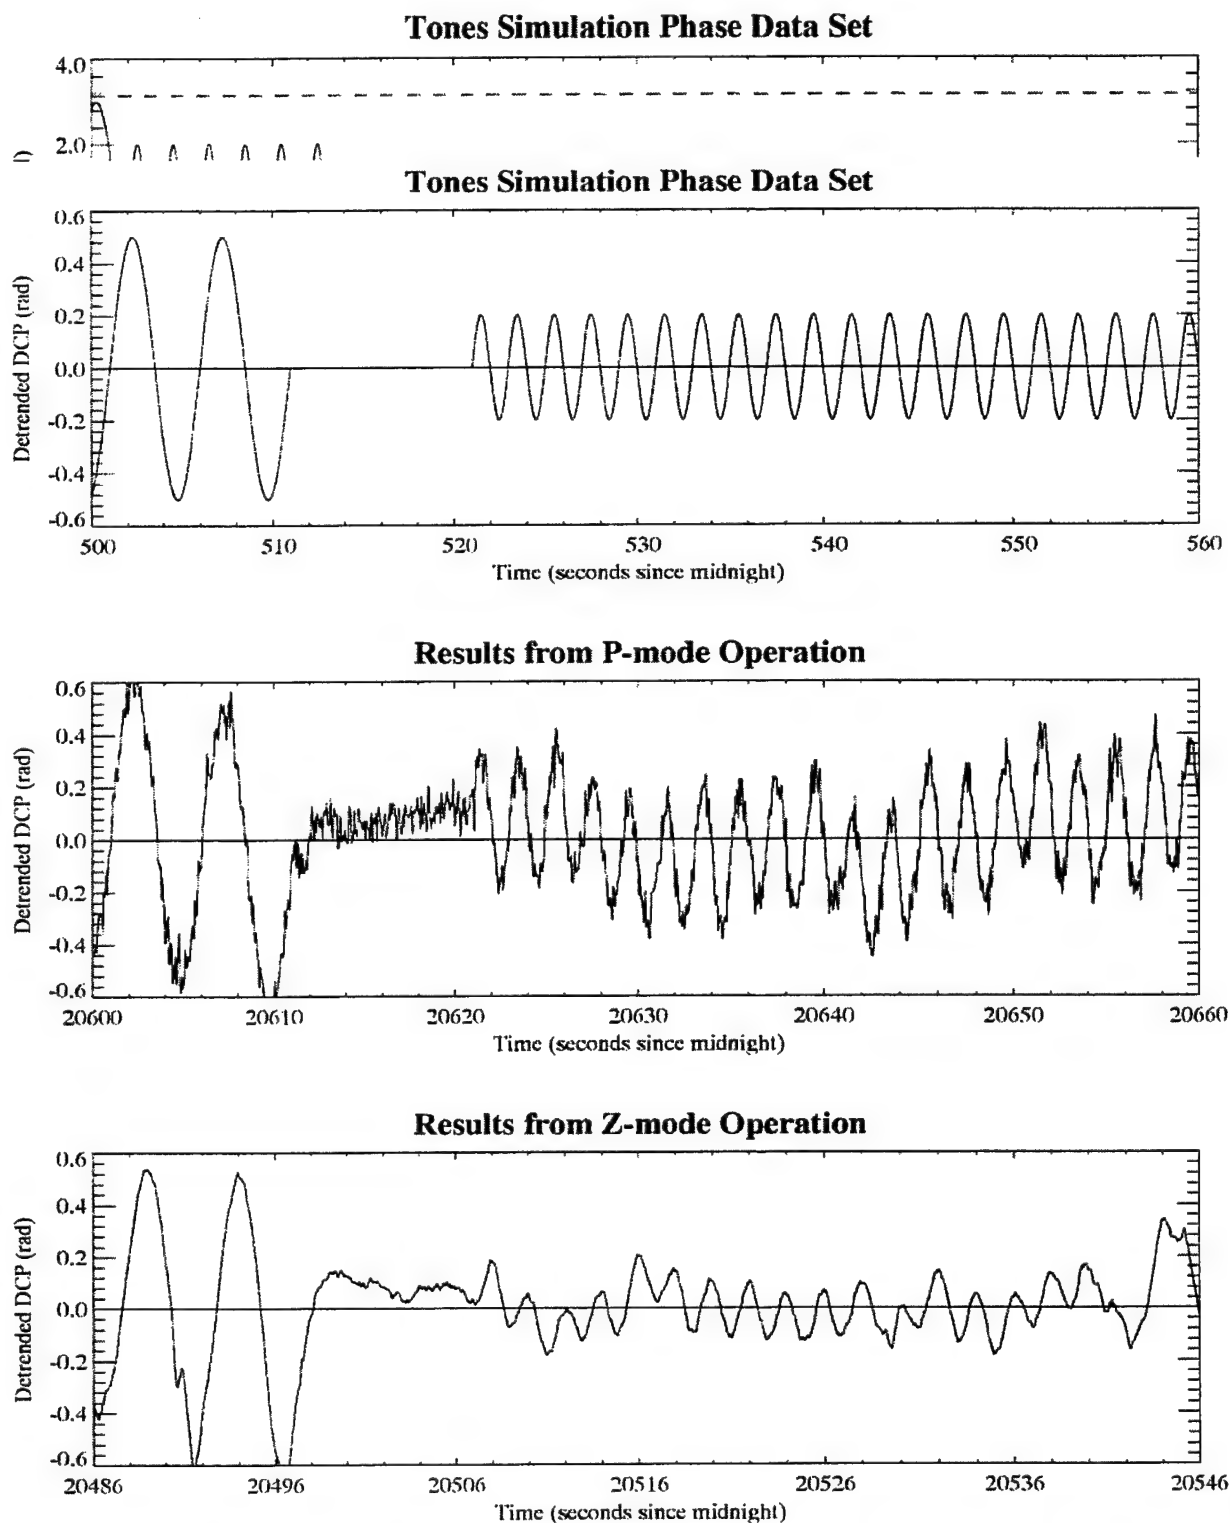 Tones Simulation Phase Data Set
4.0
2.0
Tones Simulation Phase Data Set
0.6
0.4
0.2
0.0
-0.2
-0.4
-0.6
Detrended DCP (rad)
500 510 520 530 540 550 560
Time (seconds since midnight)
Results from P-mode Operation
0.6
0.4
0.2
0.0
-0.2
-0.4
-0.6
Detrended DCP (rad)
20600 20610 20620 20630 20640 20650 20660
Time (seconds since midnight)
Results from Z-mode Operation
0.6
0.4
0.2
0.0
-0.2
-0.4
-0.6
Detrended DCP (rad)
20486 20496 20506 20516 20526 20536 20546
Time (seconds since midnight)